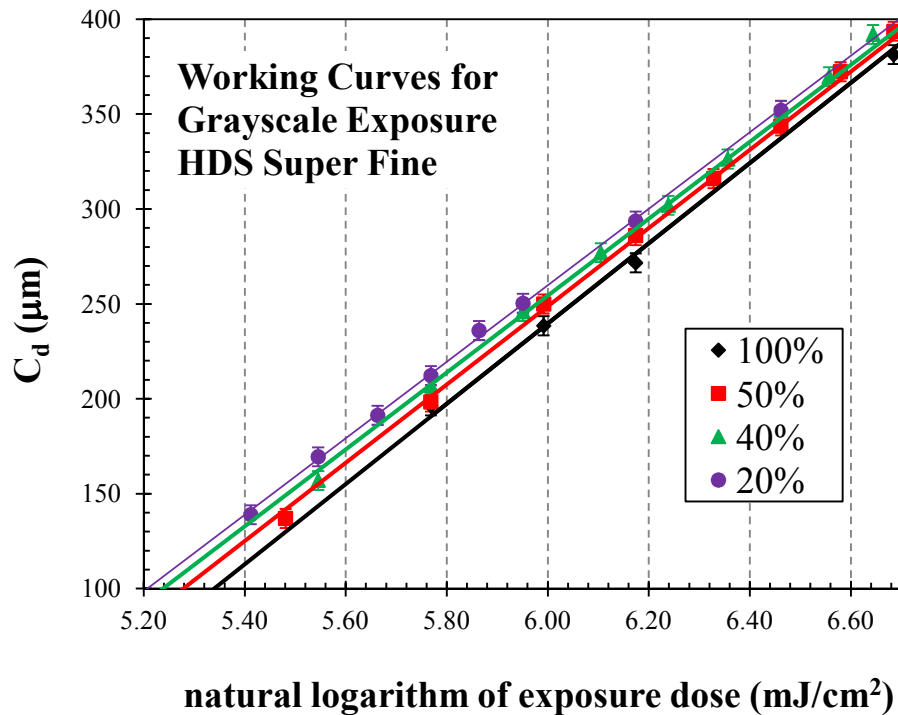 Working Curves for
Grayscale Exposure
HDS Super Fine
400
350
300
250
200
150
100
C_d (μm)
100%
50%
40%
20%
5.20 5.40 5.60 5.80 6.00 6.20 6.40 6.60
natural logarithm of exposure dose (mJ/cm²)